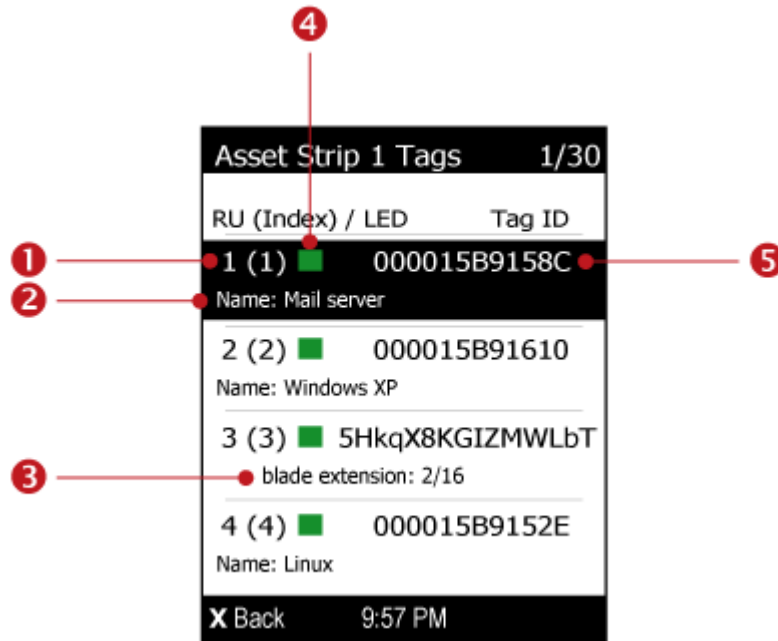 4
Asset Strip 1 Tags 1/30
RU (Index) / LED Tag ID
1 1 (1) 000015B9158C 5
2 Name: Mail server
2 (2) 000015B91610
Name: Windows XP
3 (3) 5HkqX8KGIZMWLbT
3 blade extension: 2/16
4 (4) 000015B9152E
Name: Linux
X Back 9:57 PM